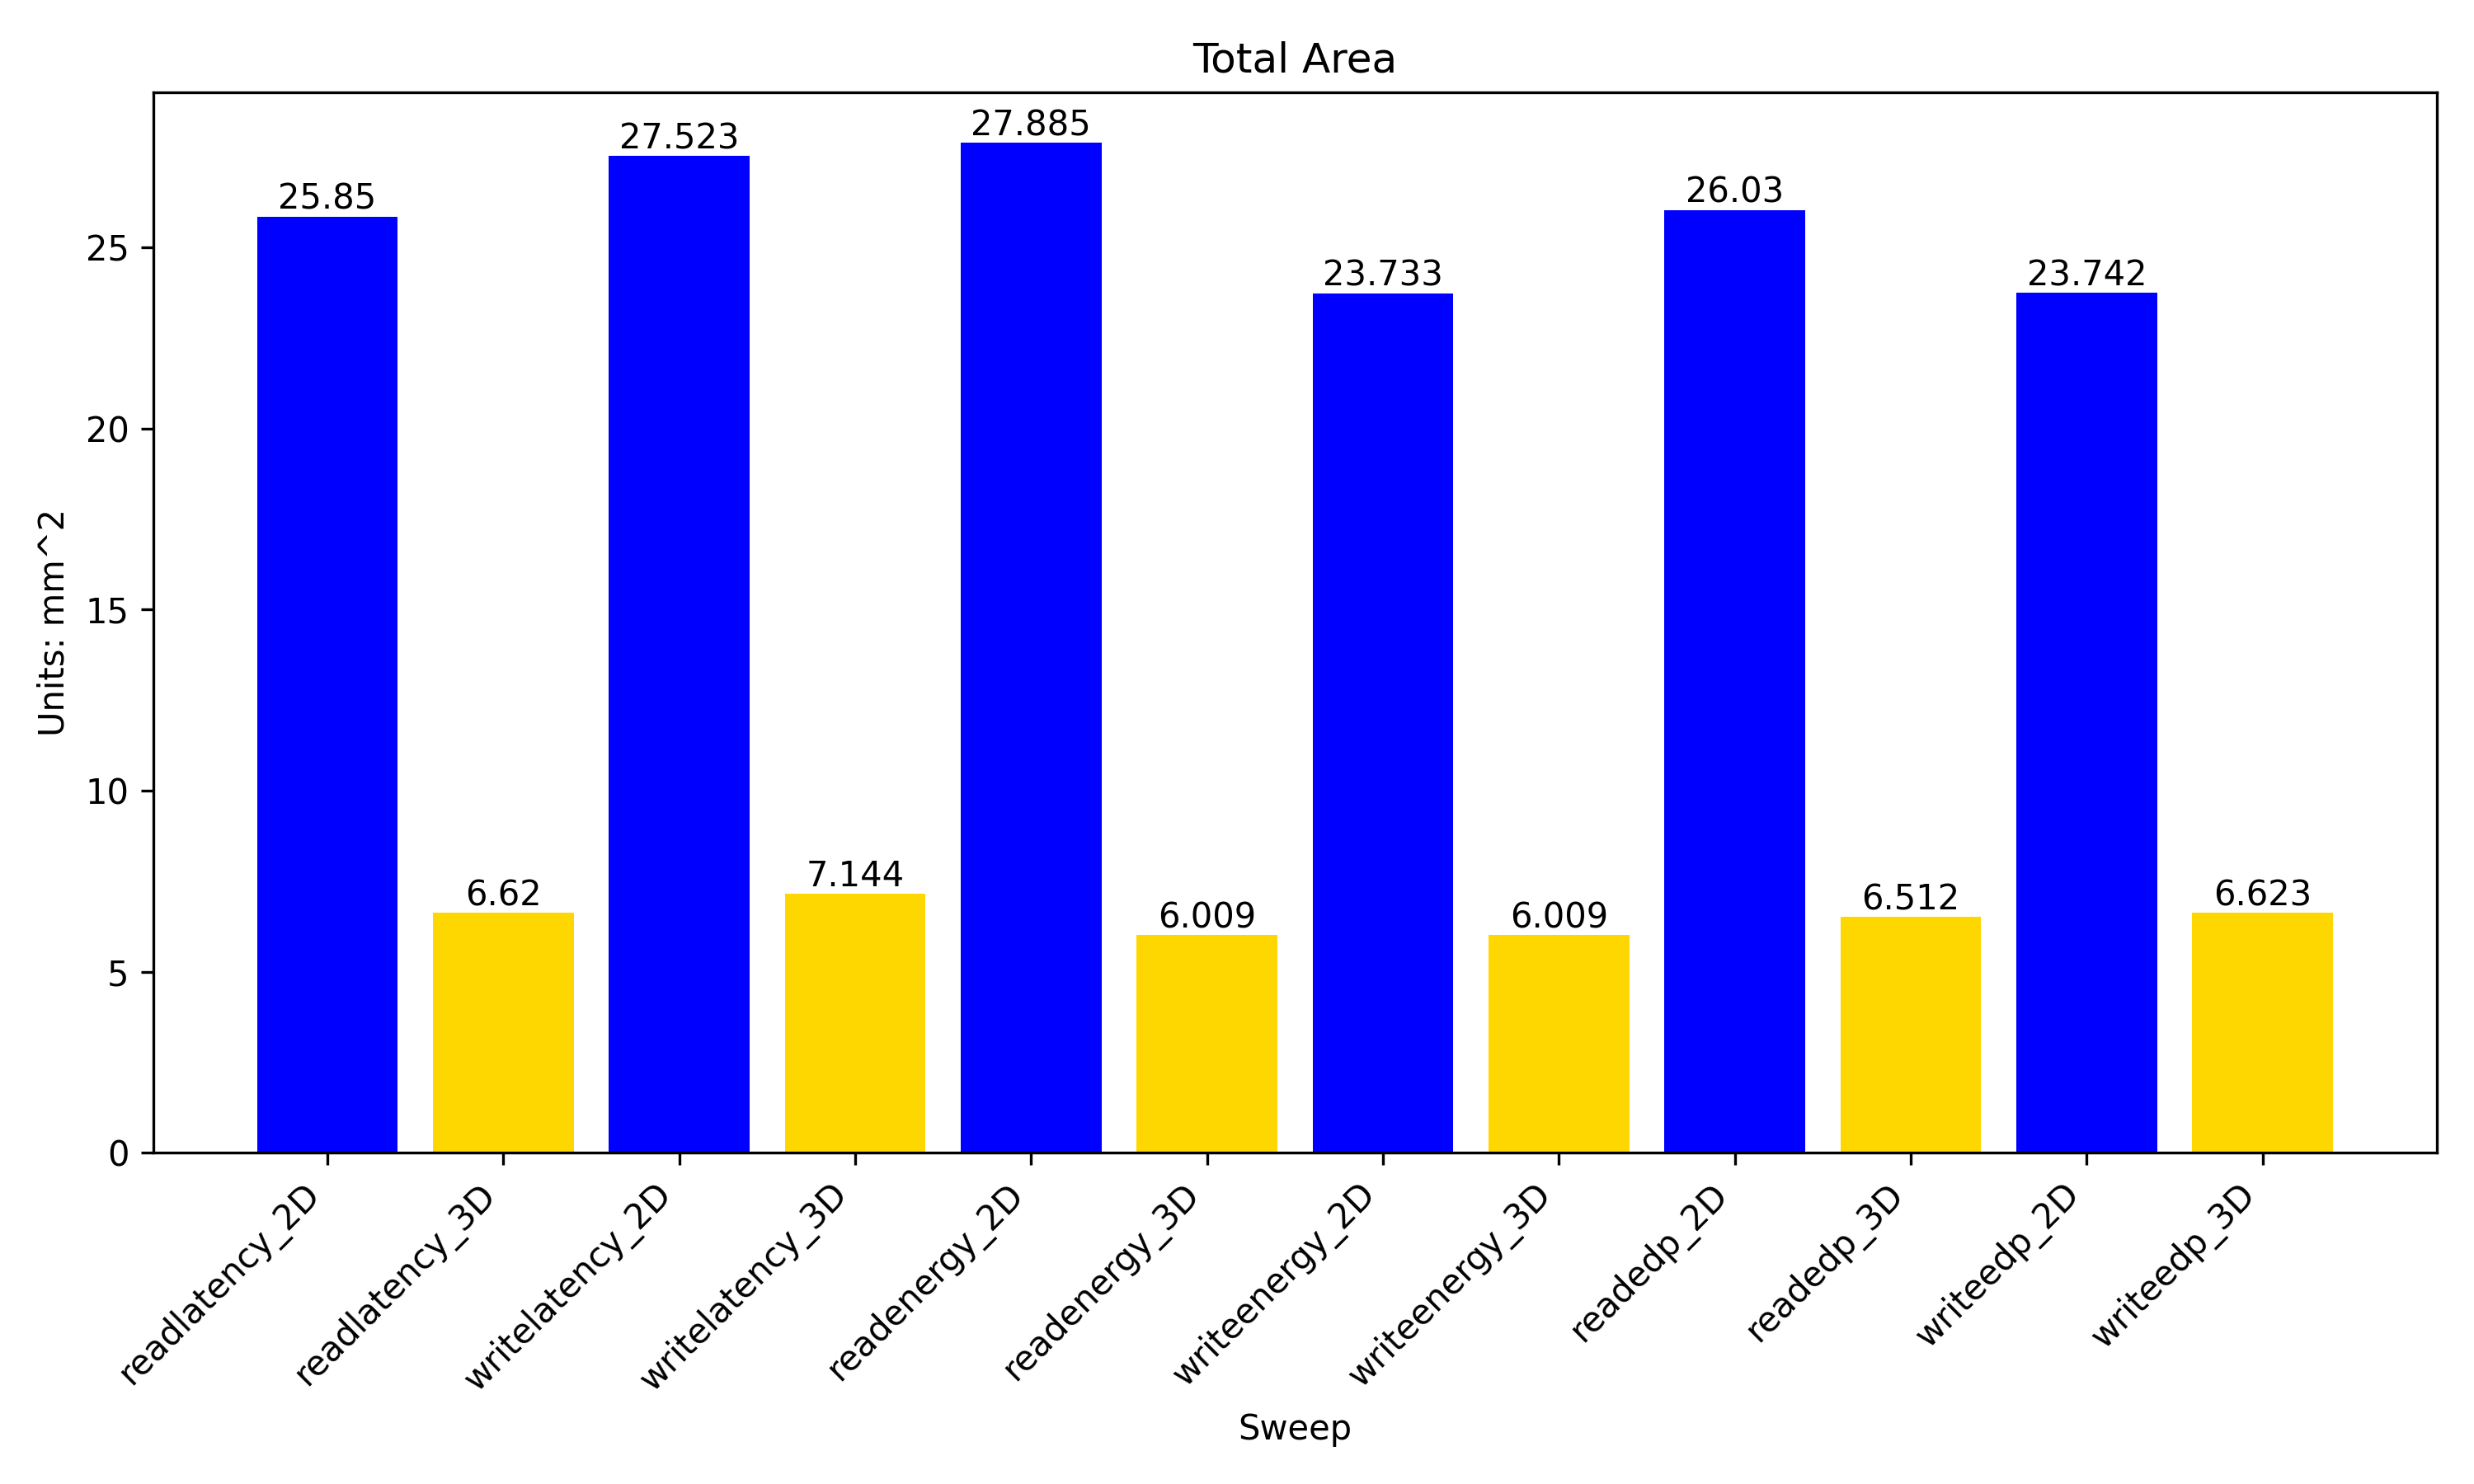 Total Area
Units: mm^2
25
20
15
10
5
0
25.85
6.62
27.523
7.144
27.885
6.009
23.733
6.009
26.03
6.512
23.742
6.623
readlatency_2D
readlatency_3D
writelatency_2D
writelatency_3D
readenergy_2D
readenergy_3D
writeenergy_2D
writeenergy_3D
readedp_2D
readedp_3D
writeedp_2D
writeedp_3D
Sweep